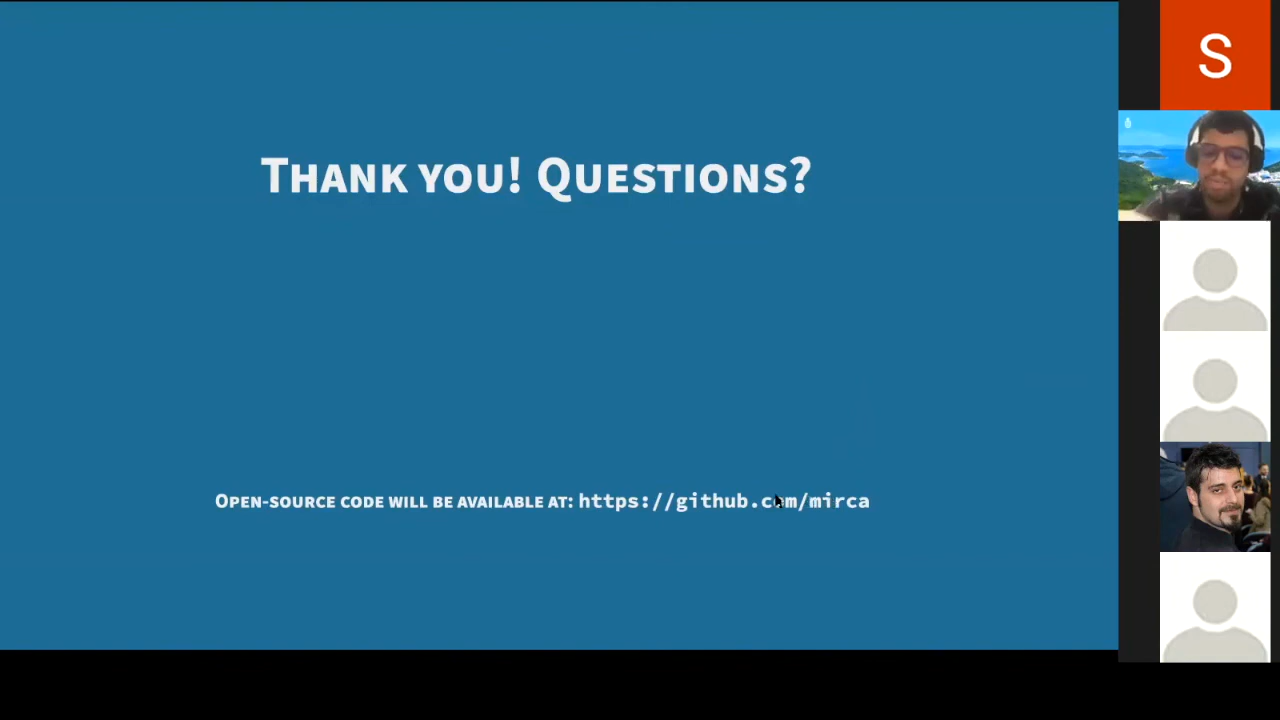 Thank you! Questions?
Open-source code will be available at: https://github.com/mirca
S